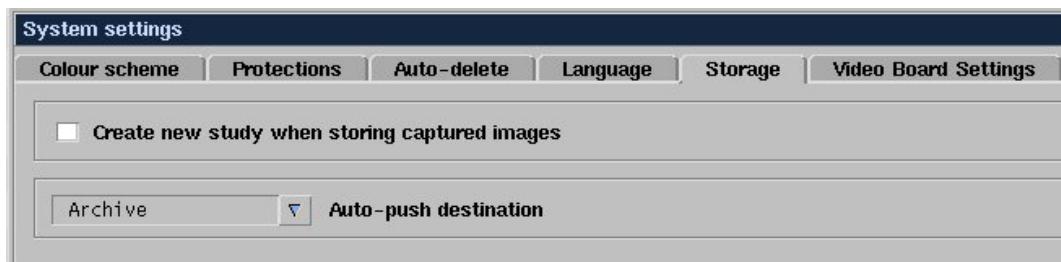 System settings
Colour scheme Protections Auto-delete Language Storage Video Board Settings
Create new study when storing captured images
Archive Auto-push destination